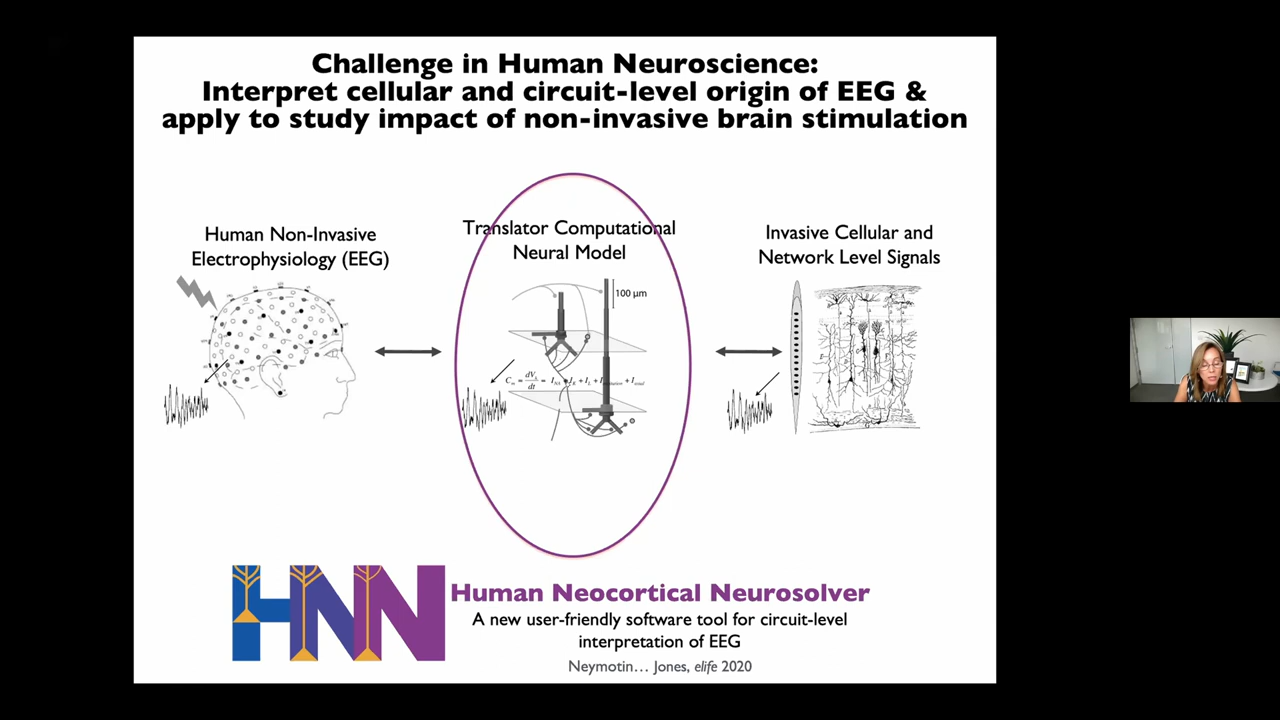 Challenge in Human Neuroscience:
Interpret cellular and circuit-level origin of EEG &
apply to study impact of non-invasive brain stimulation
Human Non-Invasive
Electrophysiology (EEG)
Translator Computational
Neural Model
Invasive Cellular and
Network Level Signals
100 μm
HNN
Human Neocortical Neurosolver
A new user-friendly software tool for circuit-level
interpretation of EEG
Neymotin… Jones, elife 2020